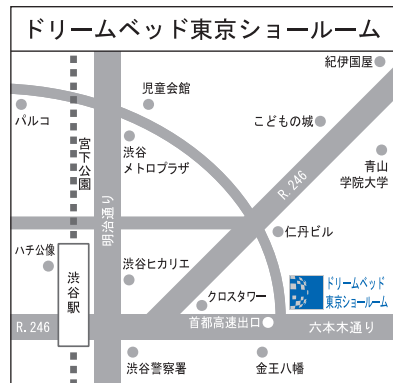 ドリームベッド東京ショールーム
紀伊国屋
児童会館
パルコ
こどもの城
宮下公園
渋谷
メトロプラザ
青山
学院大学
R. 246
明治通り
仁丹ビル
ハチ公像
渋谷駅
渋谷ヒカリエ
ドリームベッド
東京ショールーム
クロスタワー
首都高速出口
R. 246
六本木通り
渋谷警察署
金王八幡